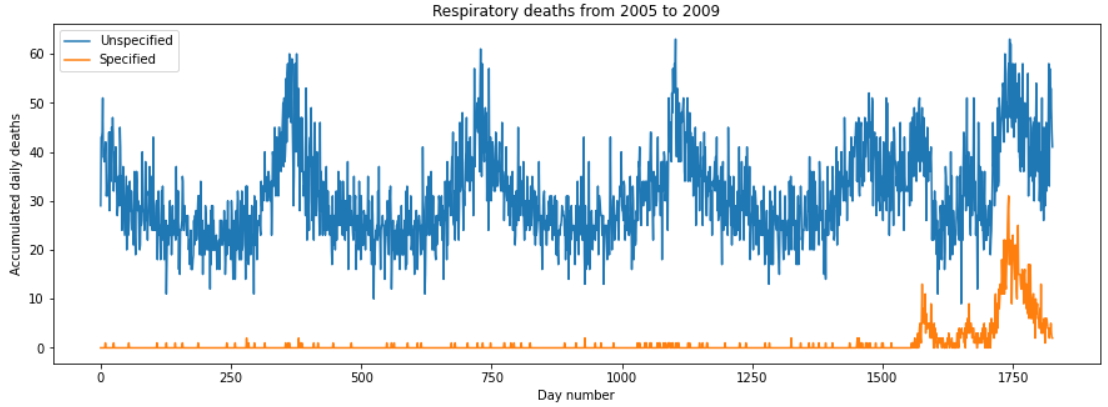 Respiratory deaths from 2005 to 2009
Unspecified
Specified
Accumulated daily deaths
60
50
40
30
20
10
0
0 250 500 750 1000 1250 1500 1750
Day number